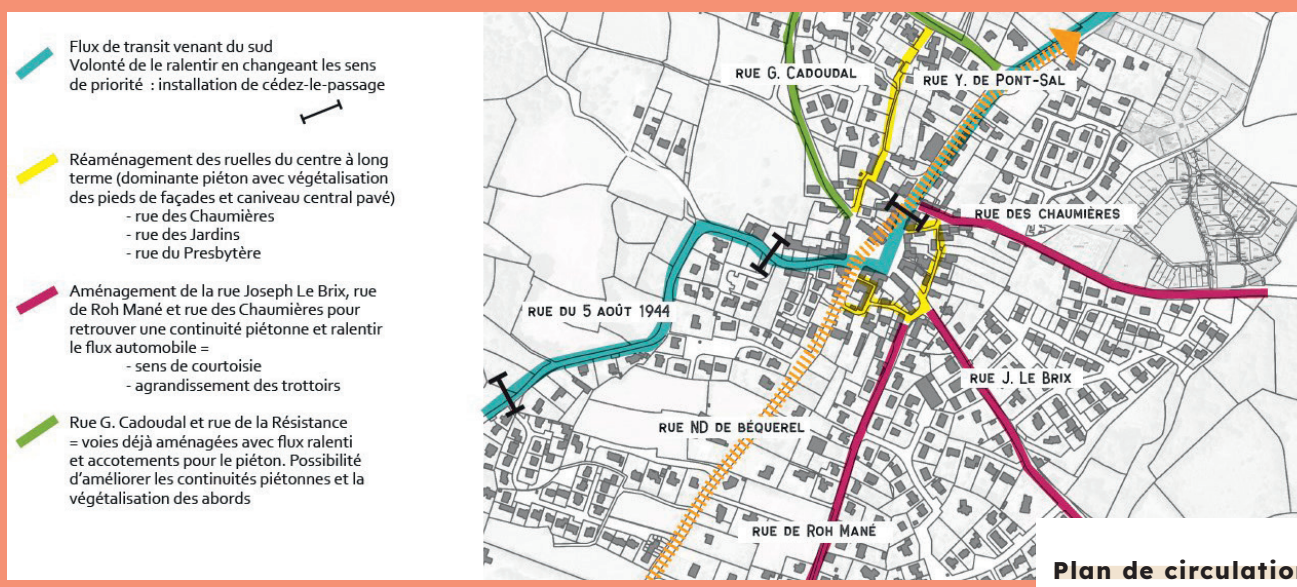 Flux de transit venant du sud
Volonté de le ralentir en changeant les sens
de priorité : installation de cédez-le-passage
Réaménagement des ruelles du centre à long
terme (dominante piéton avec végétalisation
des pieds de façades et caniveau central pavé)
- rue des Chaumières
- rue des Jardins
- rue du Presbytère
Aménagement de la rue Joseph Le Brix, rue
de Roh Mané et rue des Chaumières pour
retrouver une continuité piétonne et ralentir
le flux automobile =
- sens de courtoisie
- agrandissement des trottoirs
Rue G. Cadoudal et rue de la Résistance
= voies déjà aménagées avec flux ralenti
et accotements pour le piéton. Possibilité
d'améliorer les continuités piétonnes et la
végétalisation des abords
RUE G. CADOUDAL
RUE Y. DE PONT-SAL
RUE DES CHAUMIÈRES
RUE DU 5 AOÛT 1944
RUE J. LE BRIX
RUE ND DE BÉQUEREL
RUE DE ROH MANÉ
Plan de circulation